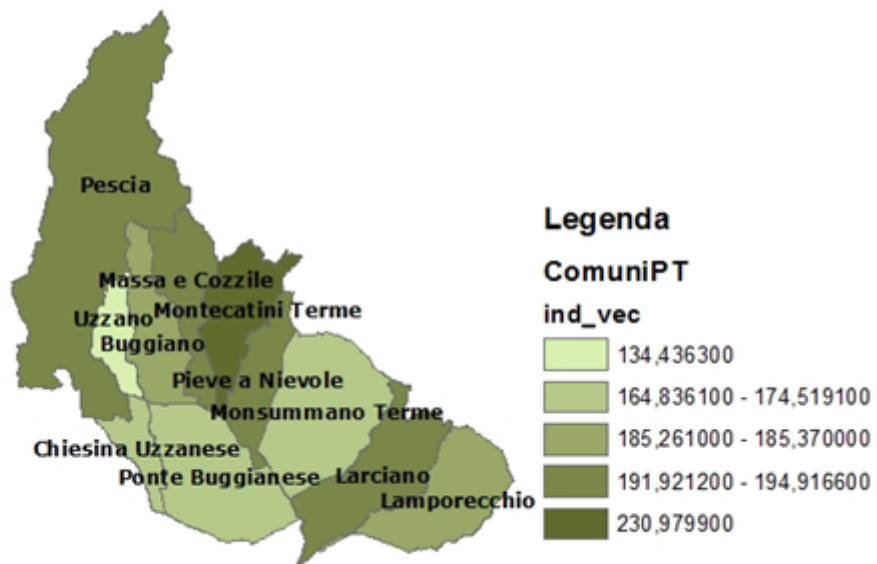 Pescia
Massa e Cozzile
Uzzano
Montecatini Terme
Buggiano
Pieve a Nievole
Monsummano Terme
Chiesina Uzzanese
Ponte Buggianese
Larciano
Lamporecchio
Legenda
ComuniPT
ind_vec
134,436300
164,836100 - 174,519100
185,261000 - 185,370000
191,921200 - 194,916600
230,979900